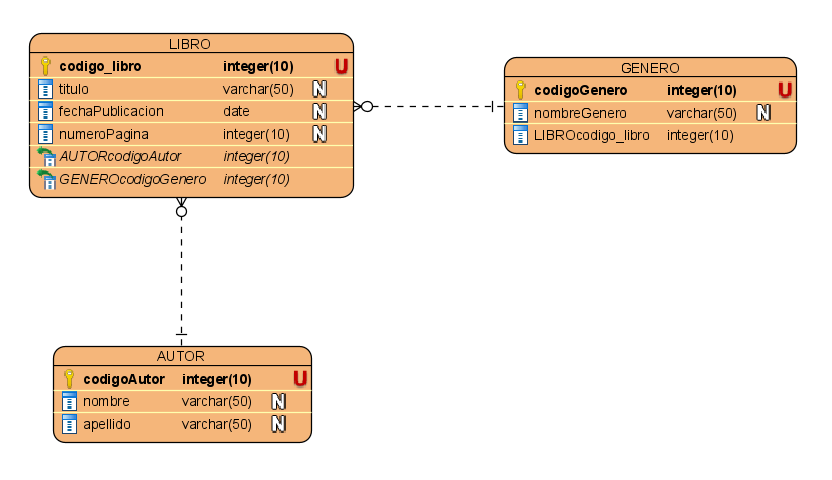 LIBRO
codigo_libro integer(10) U
titulo varchar(50) N
fechaPublicacion date N
numeroPagina integer(10) N
AUTORcodigoAutor integer(10)
GENEROcodigoGenero integer(10)
GENERO
codigoGenero integer(10) U
nombreGenero varchar(50) N
LIBROcodigo_libro integer(10)
AUTOR
codigoAutor integer(10) U
nombre varchar(50) N
apellido varchar(50) N